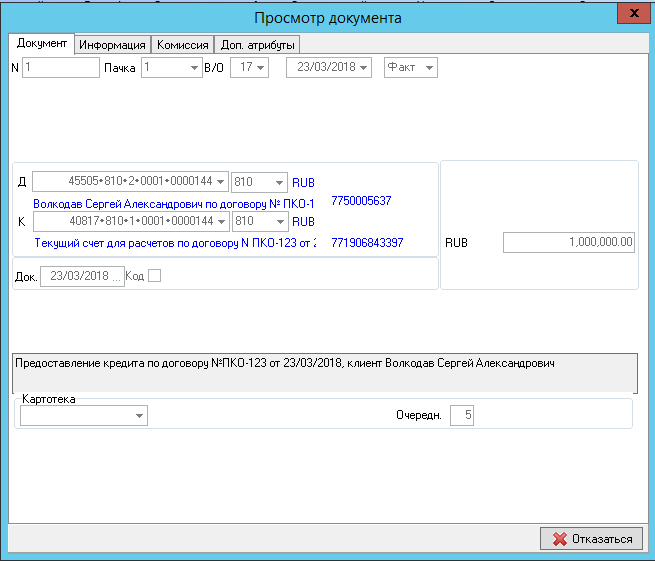 Просмотр документа
Документ Информация Комиссия Доп. атрибуты
N 1 Пачка 1 В/О 17 23/03/2018 Факт
Д 45505*810*2*0001*0000144 810 RUB
Волкодав Сергей Александрович по договору № ПКО-1 7750005637
К 40817*810*1*0001*0000144 810 RUB
Текущий счет для расчетов по договору N ПКО-123 от 2 771906843397
RUB 1,000,000.00
Док. 23/03/2018 ... Код
Предоставление кредита по договору №ПКО-123 от 23/03/2018, клиент Волкодав Сергей Александрович
Картотека
Очередн. 5
Отказаться